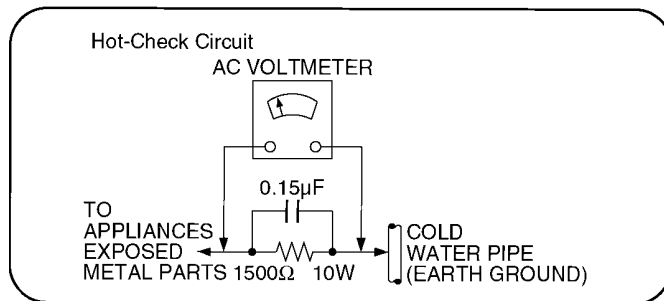 Hot-Check Circuit
AC VOLTMETER
0.15µF
TO
APPLIANCES
EXPOSED
METAL PARTS
1500Ω
10W
COLD
WATER PIPE
(EARTH GROUND)